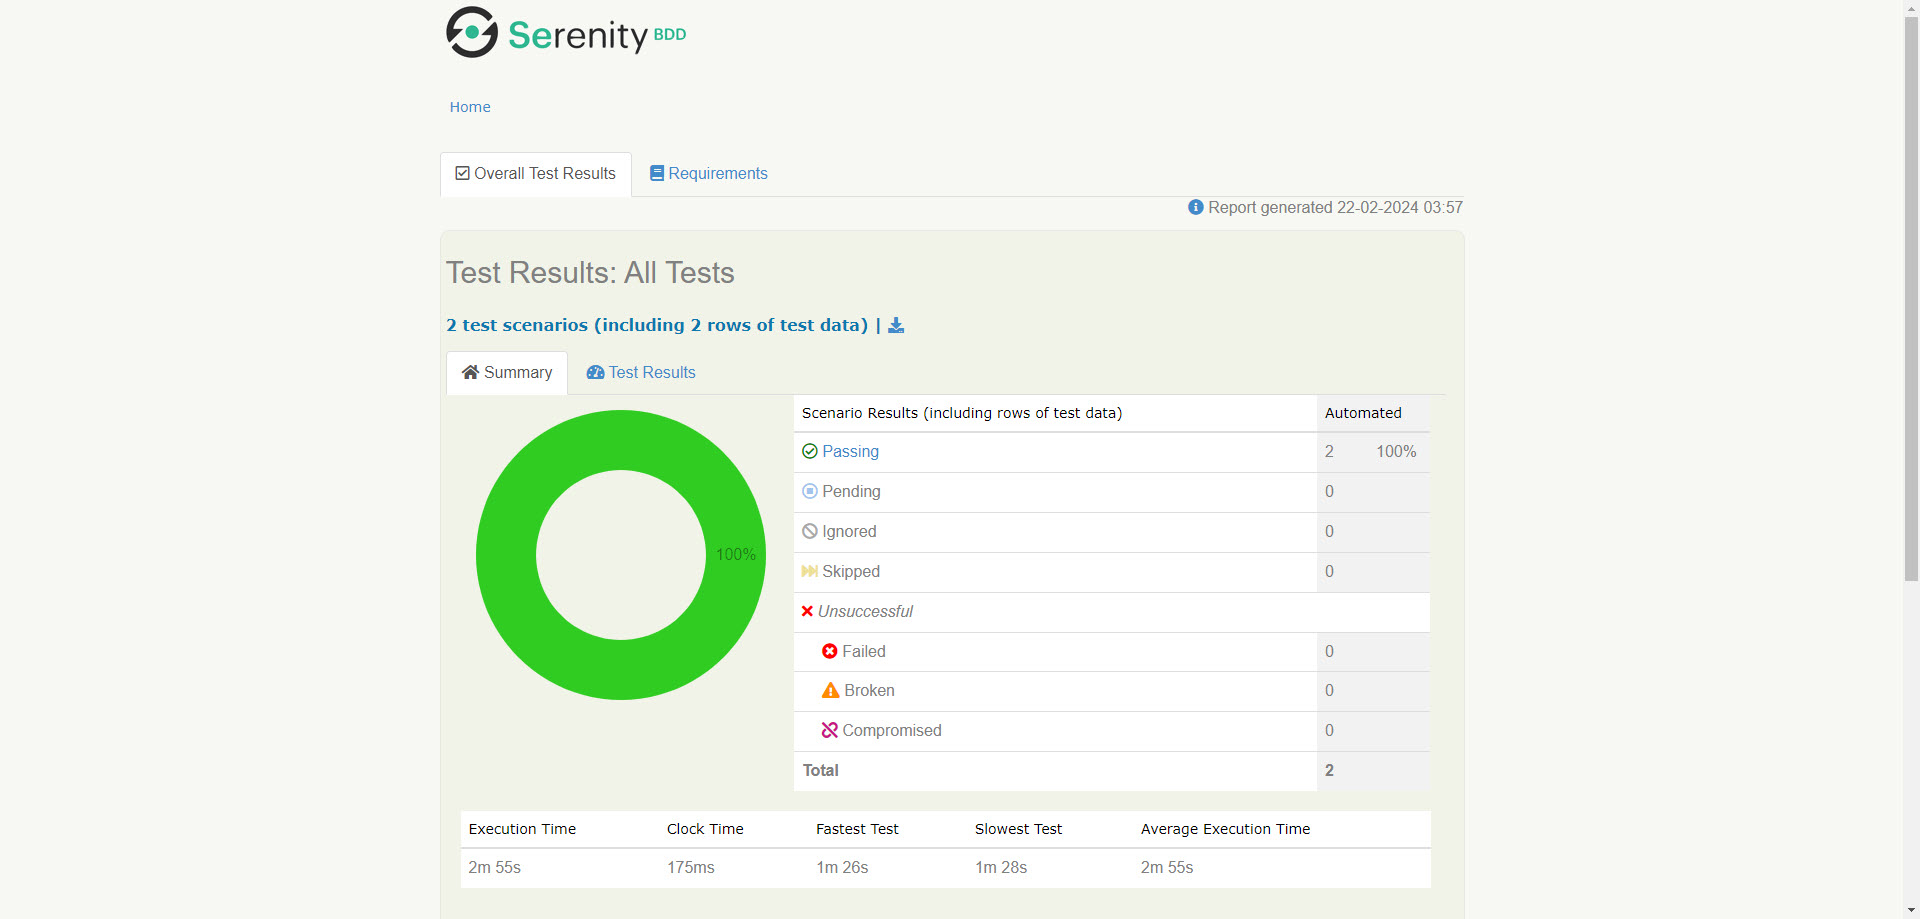 Serenity BDD
Home
Overall Test Results
Requirements
Report generated 22-02-2024 03:57
Test Results: All Tests
2 test scenarios (including 2 rows of test data) |
Summary
Test Results
100%
Scenario Results (including rows of test data) Automated
Passing 2 100%
Pending 0
Ignored 0
Skipped 0
Unsuccessful
Failed 0
Broken 0
Compromised 0
Total 2
Execution Time Clock Time Fastest Test Slowest Test Average Execution Time
2m 55s 175ms 1m 26s 1m 28s 2m 55s